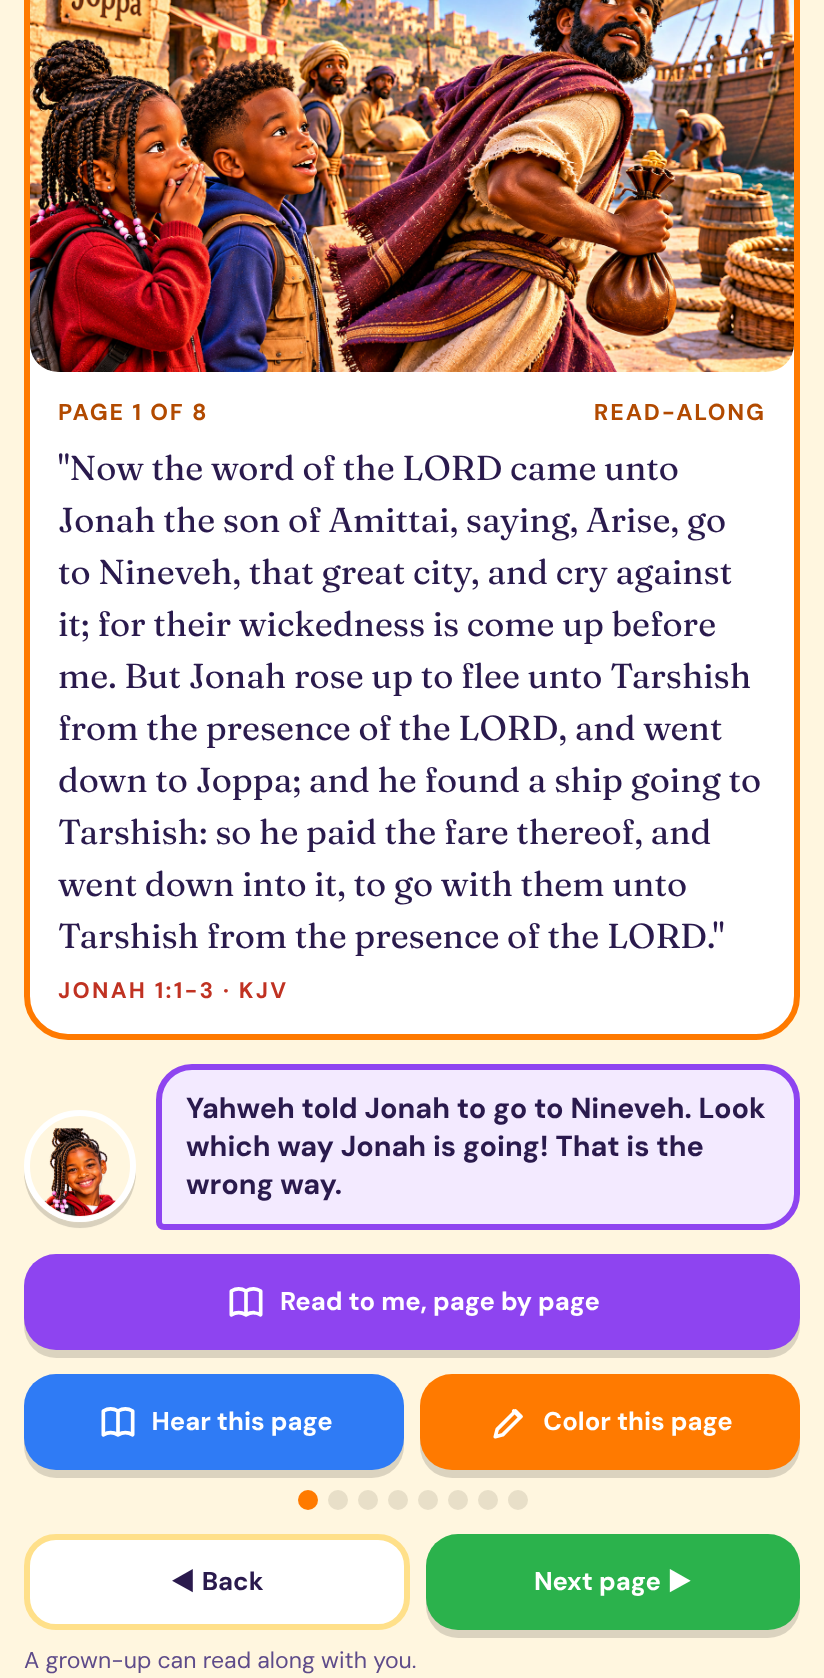 Joppa
PAGE 1 OF 8
READ-ALONG
"Now the word of the LORD came unto
Jonah the son of Amittai, saying, Arise, go
to Nineveh, that great city, and cry against
it; for their wickedness is come up before
me. But Jonah rose up to flee unto Tarshish
from the presence of the LORD, and went
down to Joppa; and he found a ship going to
Tarshish: so he paid the fare thereof, and
went down into it, to go with them unto
Tarshish from the presence of the LORD."
JONAH 1:1-3 · KJV
Yahweh told Jonah to go to Nineveh. Look
which way Jonah is going! That is the
wrong way.
Read to me, page by page
Hear this page
Color this page
◀ Back
Next page ▶
A grown-up can read along with you.